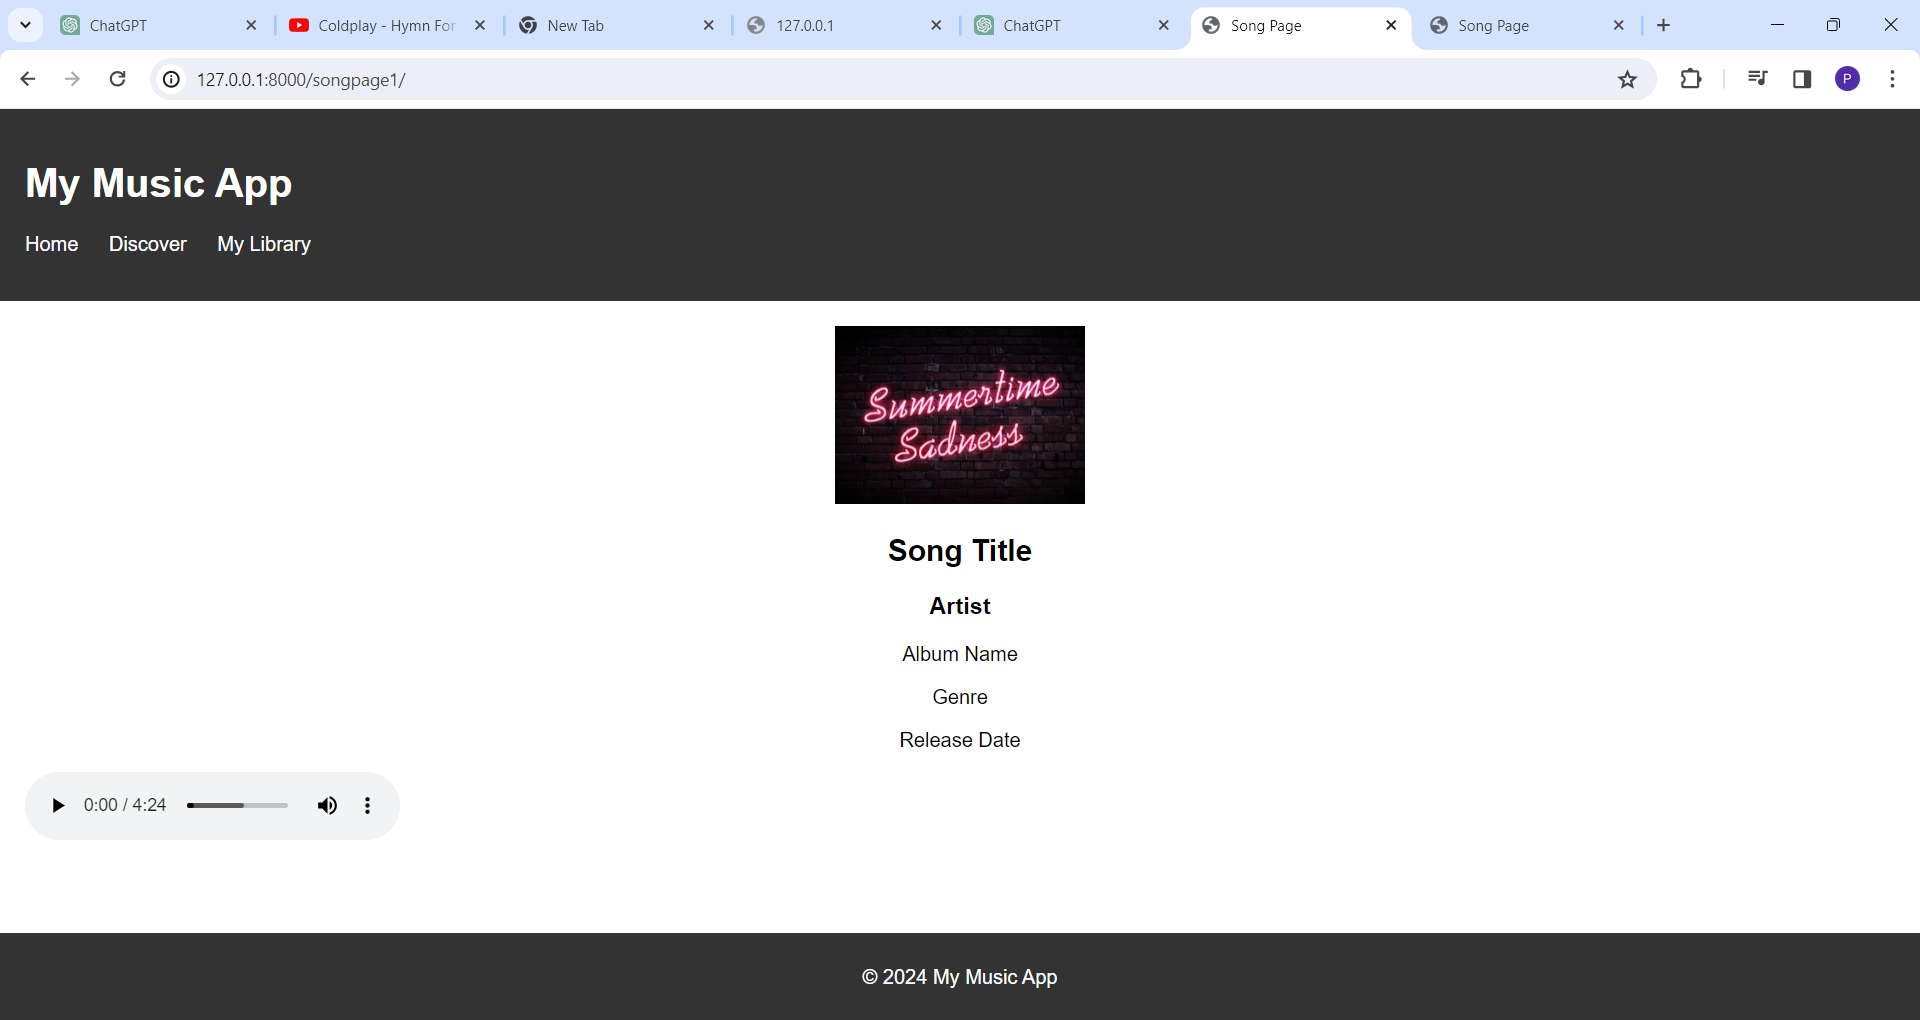 ChatGPT
Coldplay - Hymn For
New Tab
127.0.0.1
ChatGPT
Song Page
Song Page
127.0.0.1:8000/songpage1/
P
My Music App
Home Discover My Library
Summertime
Sadness
Song Title
Artist
Album Name
Genre
Release Date
0:00 / 4:24
© 2024 My Music App